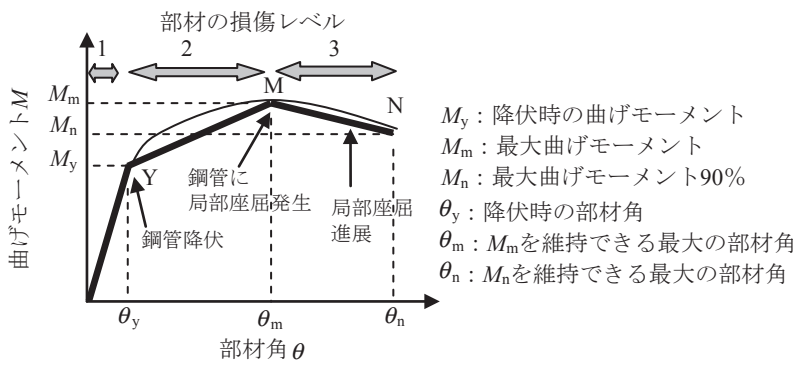 部材の損傷レベル
1 2 3
M
N
Mm
Mn
My
Y
曲げモーメントM
鋼管に
局部座屈発生
局部座屈
進展
鋼管降伏
θy θm θn
部材角θ
My：降伏時の曲げモーメント
Mm：最大曲げモーメント
Mn：最大曲げモーメント90%
θy：降伏時の部材角
θm：Mmを維持できる最大の部材角
θn：Mnを維持できる最大の部材角